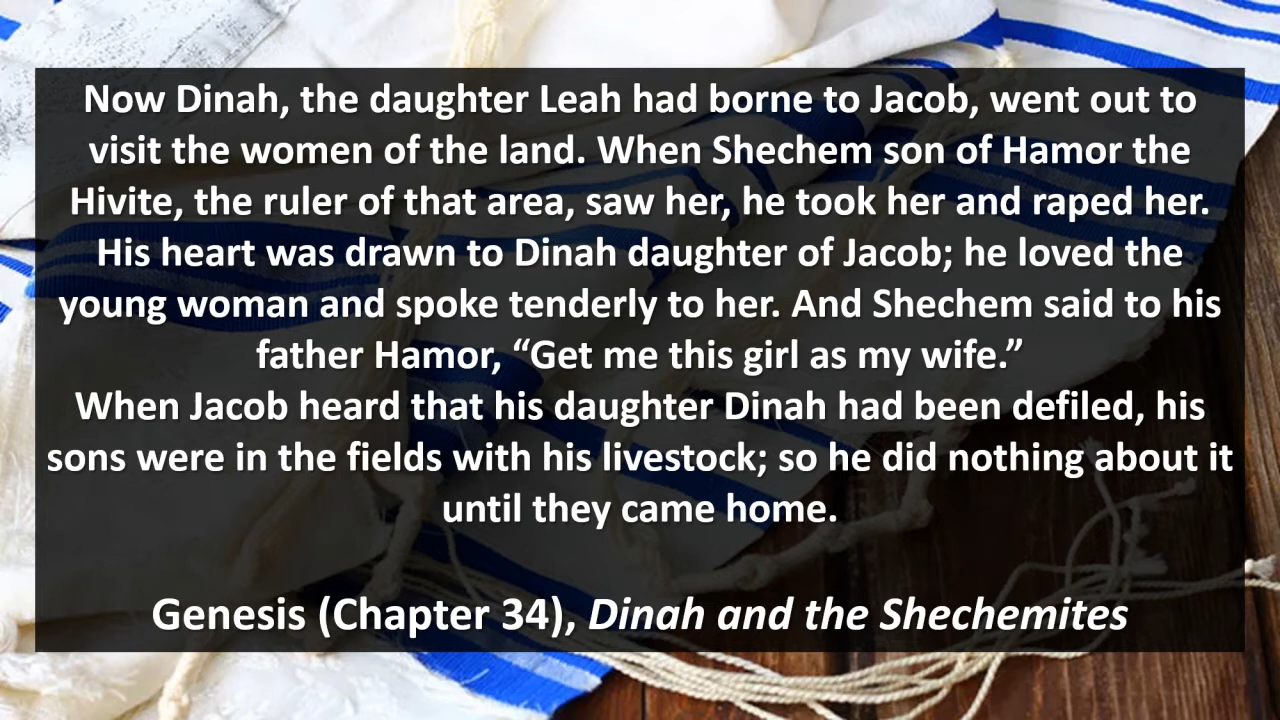 Now Dinah, the daughter Leah had borne to Jacob, went out to
visit the women of the land. When Shechem son of Hamor the
Hivite, the ruler of that area, saw her, he took her and raped her.
His heart was drawn to Dinah daughter of Jacob; he loved the
young woman and spoke tenderly to her. And Shechem said to his
father Hamor, “Get me this girl as my wife.”
When Jacob heard that his daughter Dinah had been defiled, his
sons were in the fields with his livestock; so he did nothing about it
until they came home.
Genesis (Chapter 34), Dinah and the Shechemites